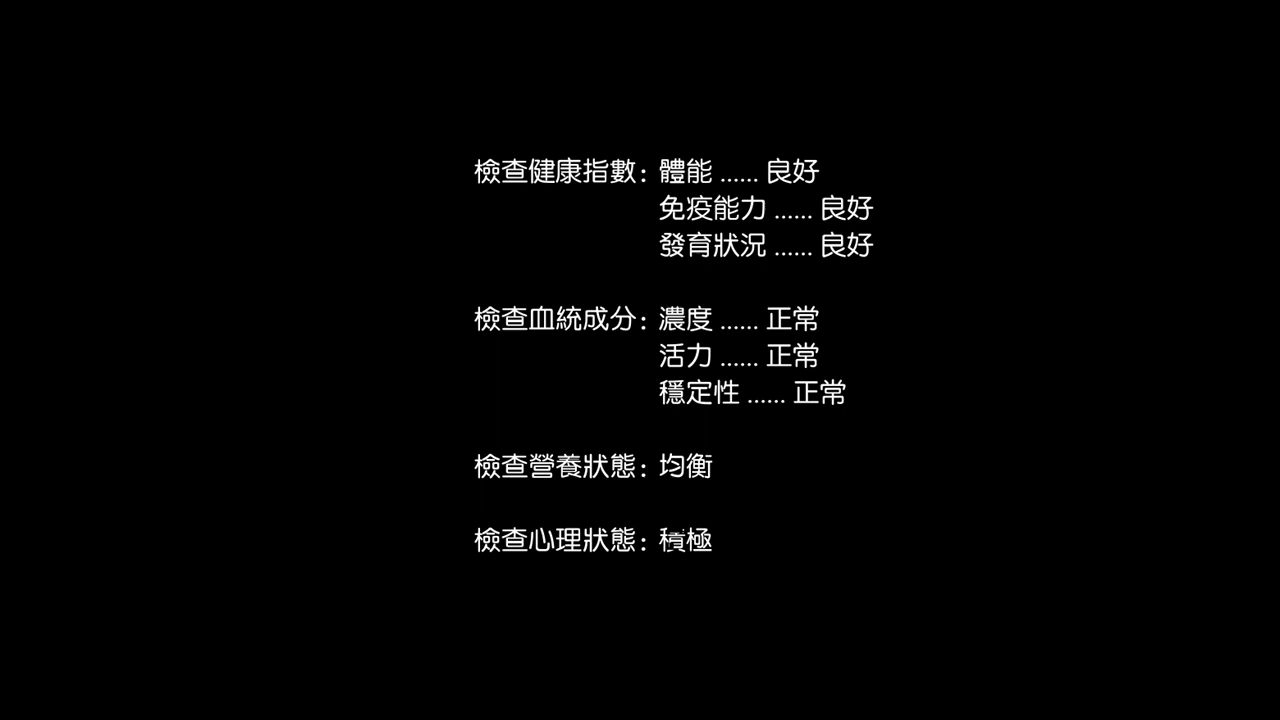 檢查健康指數：體能 ...... 良好
免疫能力 ...... 良好
發育狀況 ...... 良好
檢查血統成分：濃度 ...... 正常
活力 ...... 正常
穩定性 ...... 正常
檢查營養狀態：均衡
檢查心理狀態：積極